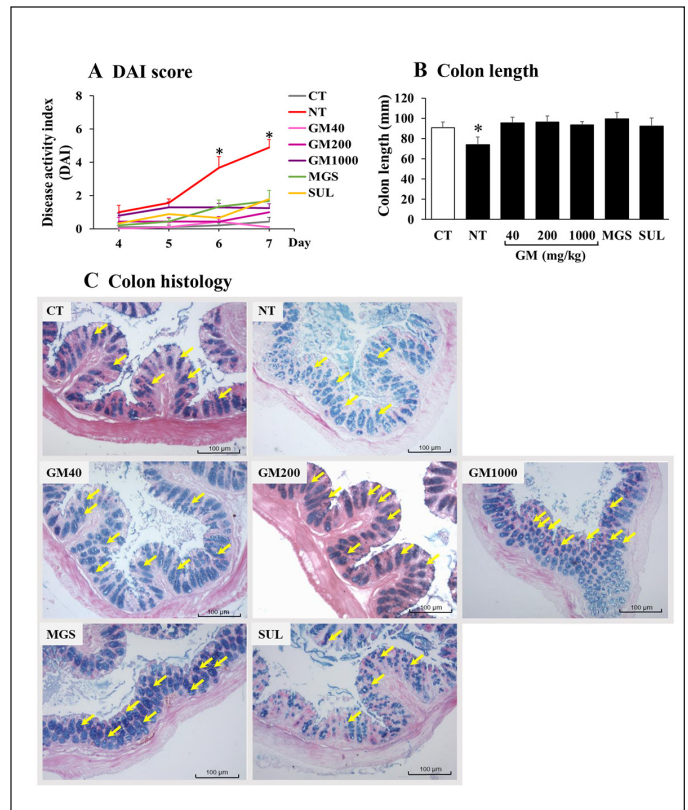 A DAI score
Disease activity index
(DAI)
8
6
4
2
0
4 5 6 7 Day
* *
CT
NT
GM40
GM200
GM1000
MGS
SUL
B Colon length
Colon length (mm)
120
100
80
60
40
20
0
*
CT NT 40 200 1000 MGS SUL
GM (mg/kg)
C Colon histology
CT
100 µm
NT
100 µm
GM40
100 µm
GM200
100 µm
GM1000
100 µm
MGS
100 µm
SUL
100 µm